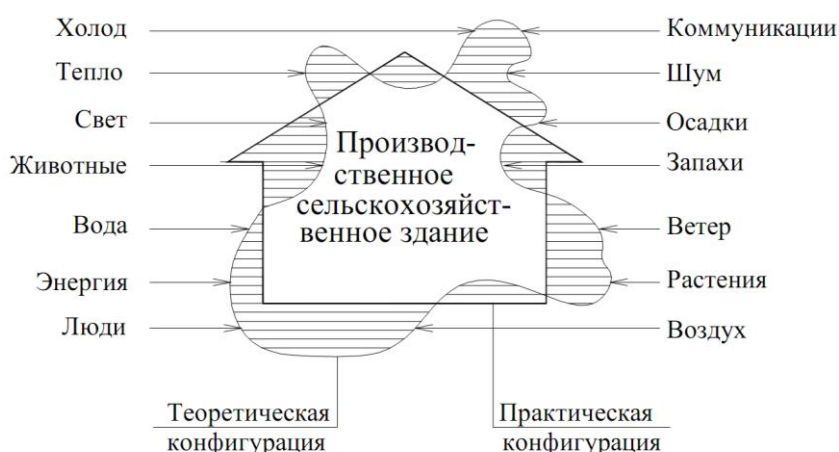 Холод
Тепло
Свет
Животные
Вода
Энергия
Люди
Производ-
ственное
сельскохозяйст-
венное здание
Коммуникации
Шум
Осадки
Запахи
Ветер
Растения
Воздух
Теоретическая
конфигурация
Практическая
конфигурация